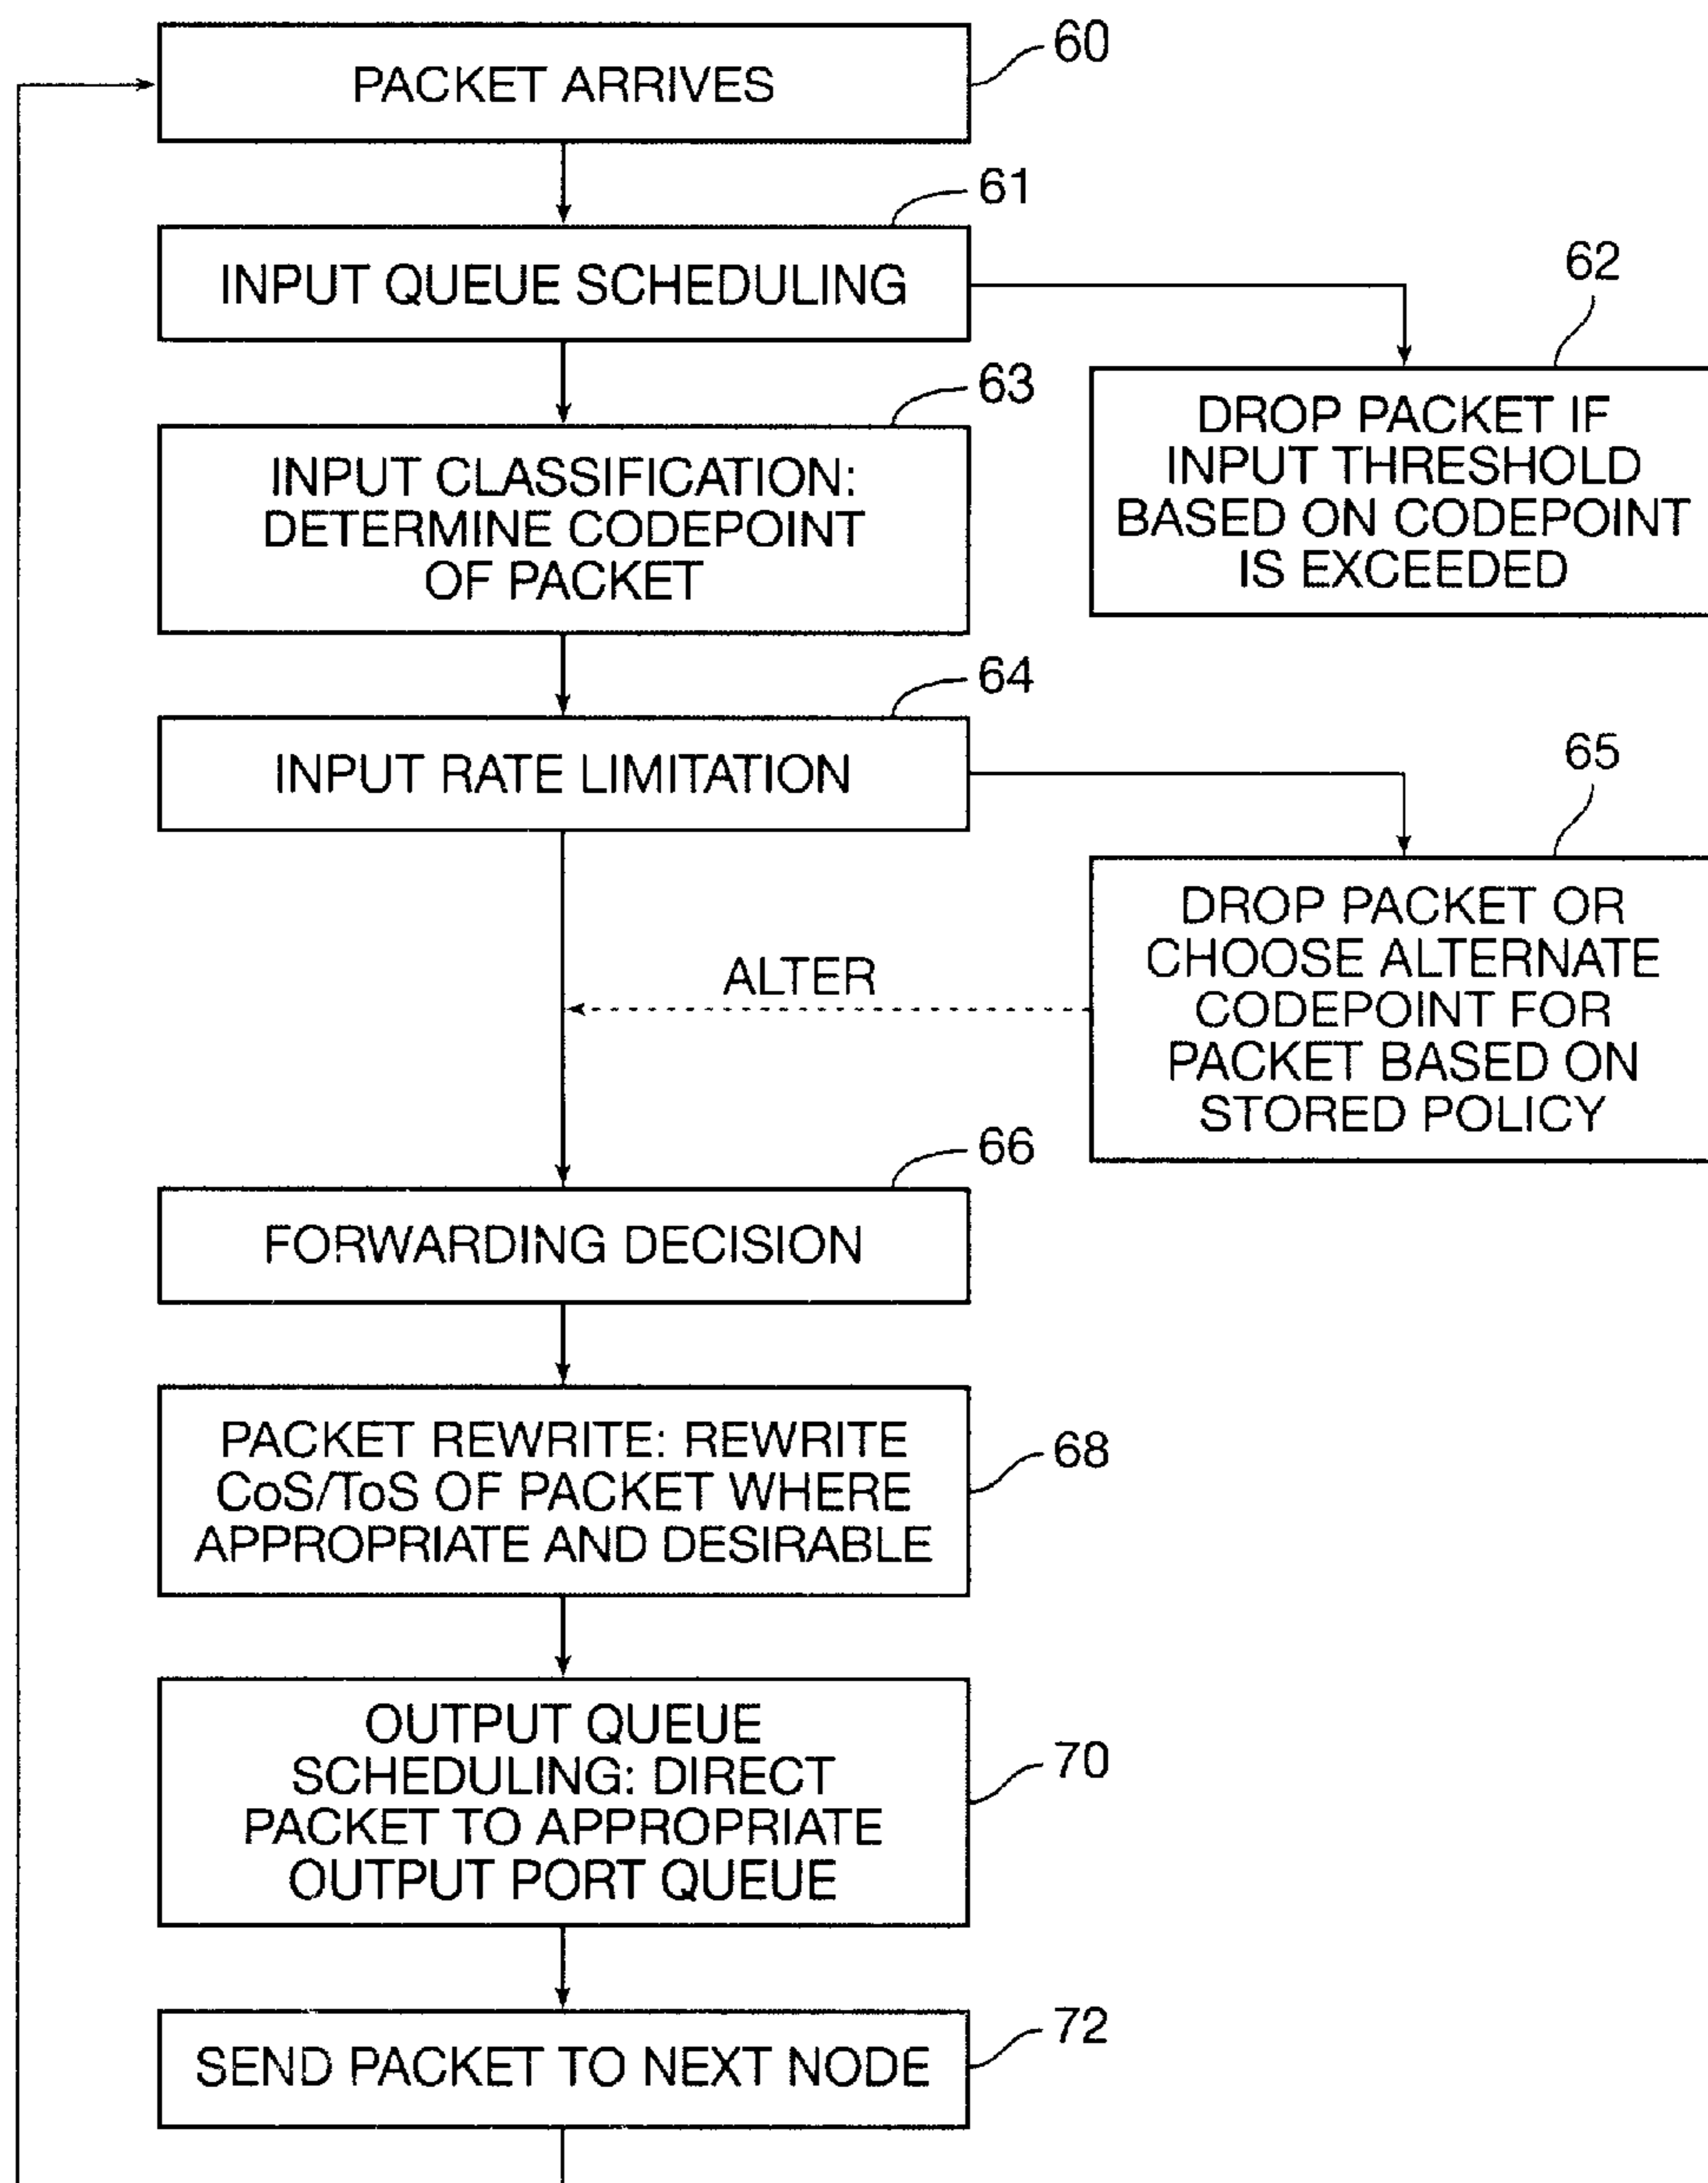 60
PACKET ARRIVES
61
INPUT QUEUE SCHEDULING
62
DROP PACKET IF
INPUT THRESHOLD
BASED ON CODEPOINT
IS EXCEEDED
63
INPUT CLASSIFICATION:
DETERMINE CODEPOINT
OF PACKET
64
INPUT RATE LIMITATION
65
DROP PACKET OR
CHOOSE ALTERNATE
CODEPOINT FOR
PACKET BASED ON
STORED POLICY
ALTER
66
FORWARDING DECISION
68
PACKET REWRITE: REWRITE
CoS/ToS OF PACKET WHERE
APPROPRIATE AND DESIRABLE
70
OUTPUT QUEUE
SCHEDULING: DIRECT
PACKET TO APPROPRIATE
OUTPUT PORT QUEUE
72
SEND PACKET TO NEXT NODE